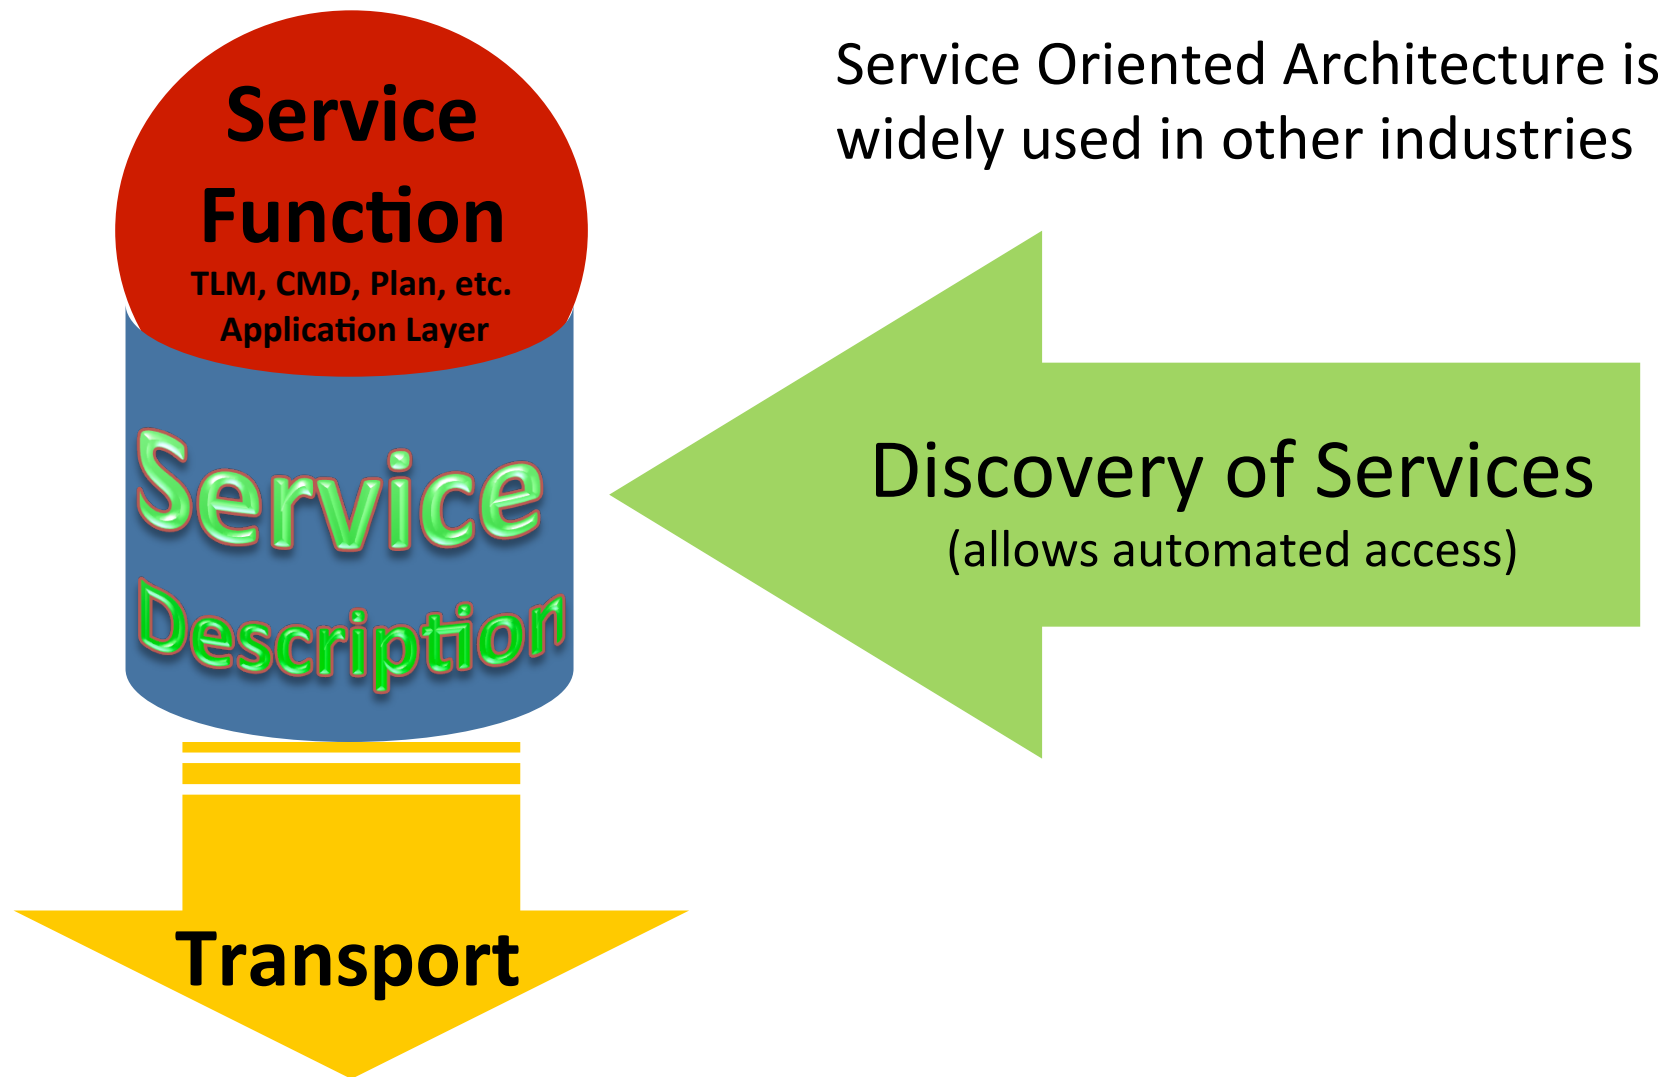 Service
Function
TLM, CMD, Plan, etc.
Application Layer
Service
Description
Transport
Service Oriented Architecture is
widely used in other industries
Discovery of Services
(allows automated access)